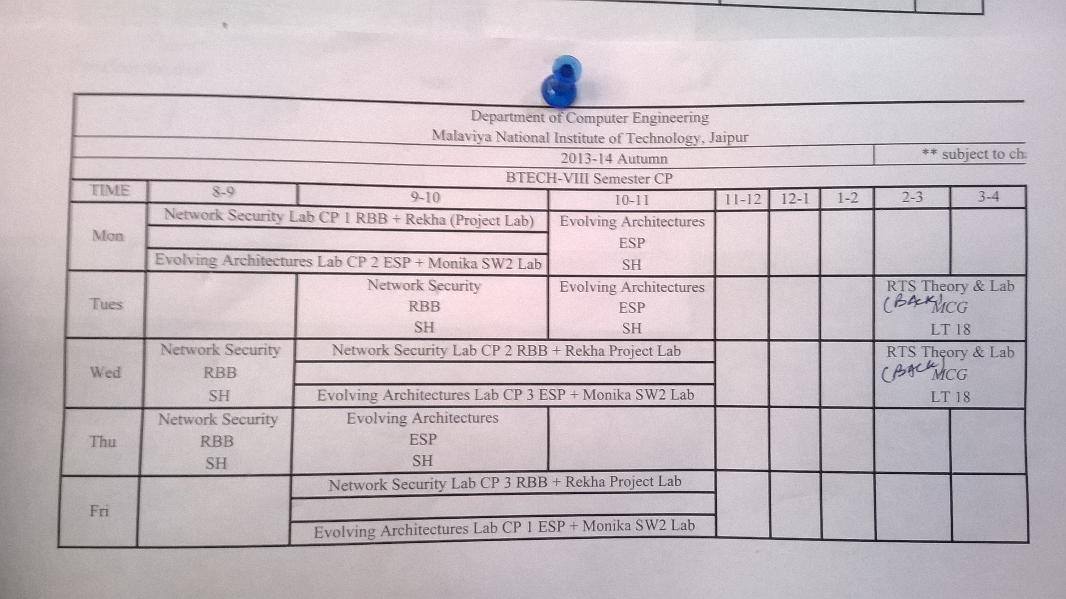 Department of Computer Engineering
Malaviya National Institute of Technology, Jaipur
2013-14 Autumn ** subject to ch
BTECH-VIII Semester CP
TIME 8-9 9-10 10-11 11-12 12-1 1-2 2-3 3-4
Mon
Network Security Lab CP 1 RBB + Rekha (Project Lab)
Evolving Architectures Lab CP 2 ESP + Monika SW2 Lab
Evolving Architectures
ESP
SH
Tues
Network Security
RBB
SH
Evolving Architectures
ESP
SH
RTS Theory & Lab
(BACK) MCG
LT 18
Wed
Network Security
RBB
SH
Network Security Lab CP 2 RBB + Rekha Project Lab
Evolving Architectures Lab CP 3 ESP + Monika SW2 Lab
RTS Theory & Lab
(BACK) MCG
LT 18
Thu
Network Security
RBB
SH
Evolving Architectures
ESP
SH
Fri
Network Security Lab CP 3 RBB + Rekha Project Lab
Evolving Architectures Lab CP 1 ESP + Monika SW2 Lab